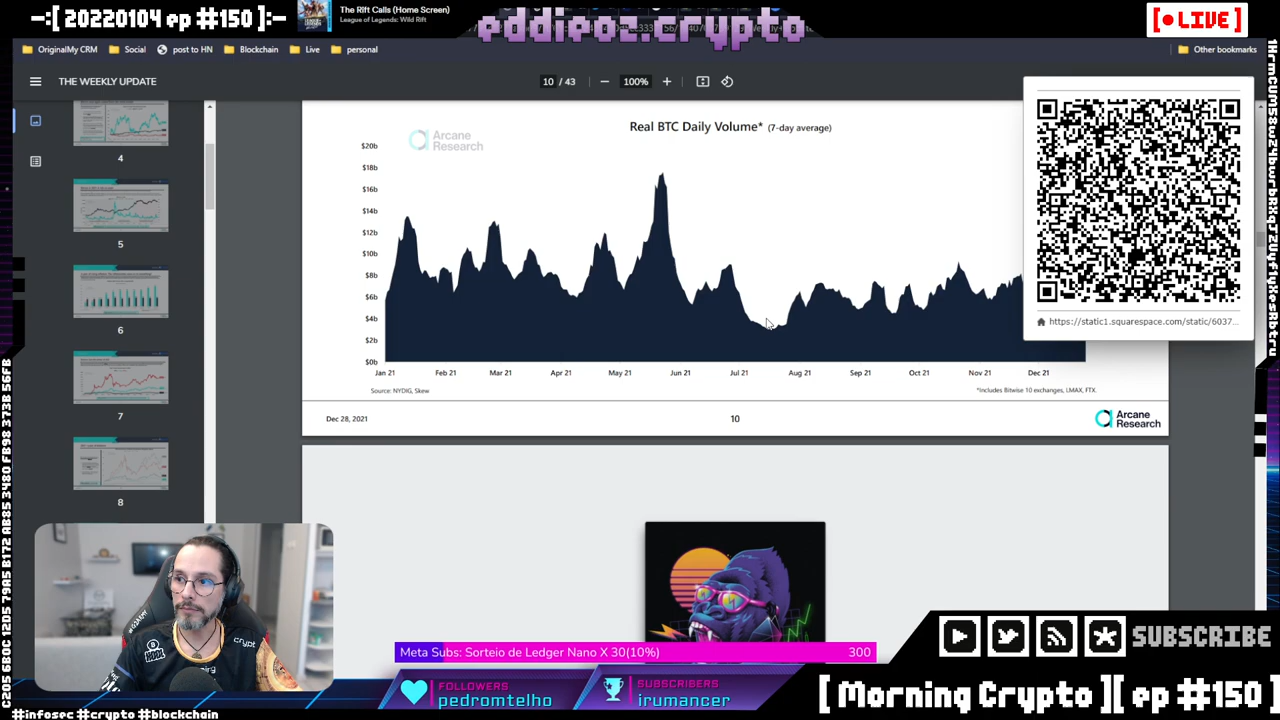 -:[ 20220104 ep #150 ]:-
The Rift Calls (Home Screen)
League of Legends: Wild Rift
eddieoz.crypto
[ LIVE ]
OriginalMy CRM
Social
post to HN
Blockchain
Live
personal
Other bookmarks
THE WEEKLY UPDATE
10 / 43
100%
4
5
6
7
8
Arcane
Research
Real BTC Daily Volume* (7-day average)
$20b
$18b
$16b
$14b
$12b
$10b
$8b
$6b
$4b
$2b
$0b
Jan 21
Feb 21
Mar 21
Apr 21
May 21
Jun 21
Jul 21
Aug 21
Sep 21
Oct 21
Nov 21
Dec 21
Source: NYDIG, Skew
*Includes Bitwise 10 exchanges, LMAX, FTX.
Dec 28, 2021
10
Arcane
Research
https://static1.squarespace.com/static/6037...
Meta Subs: Sorteio de Ledger Nano X 30(10%)
300
FOLLOWERS
pedromtelho
SUBSCRIBERS
irumancer
SUBSCRIBE
[ Morning Crypto ][ ep #150 ]
#infosec #crypto #blockchain